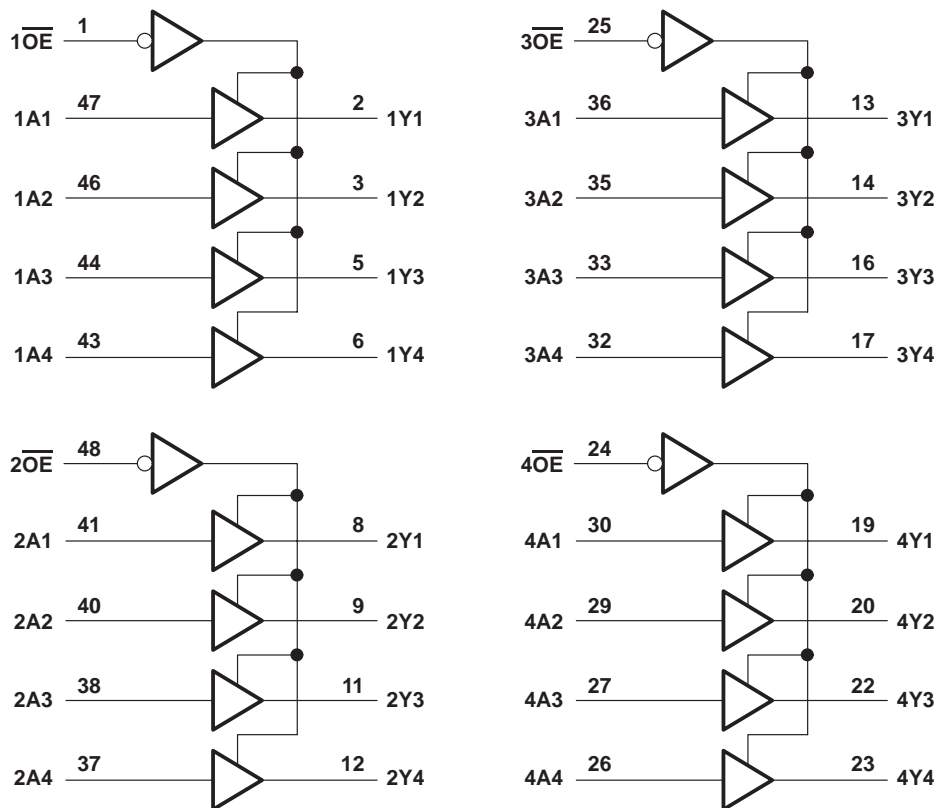 1OE 1
1A1 47 2 1Y1
1A2 46 3 1Y2
1A3 44 5 1Y3
1A4 43 6 1Y4
3OE 25
3A1 36 13 3Y1
3A2 35 14 3Y2
3A3 33 16 3Y3
3A4 32 17 3Y4
2OE 48
2A1 41 8 2Y1
2A2 40 9 2Y2
2A3 38 11 2Y3
2A4 37 12 2Y4
4OE 24
4A1 30 19 4Y1
4A2 29 20 4Y2
4A3 27 22 4Y3
4A4 26 23 4Y4